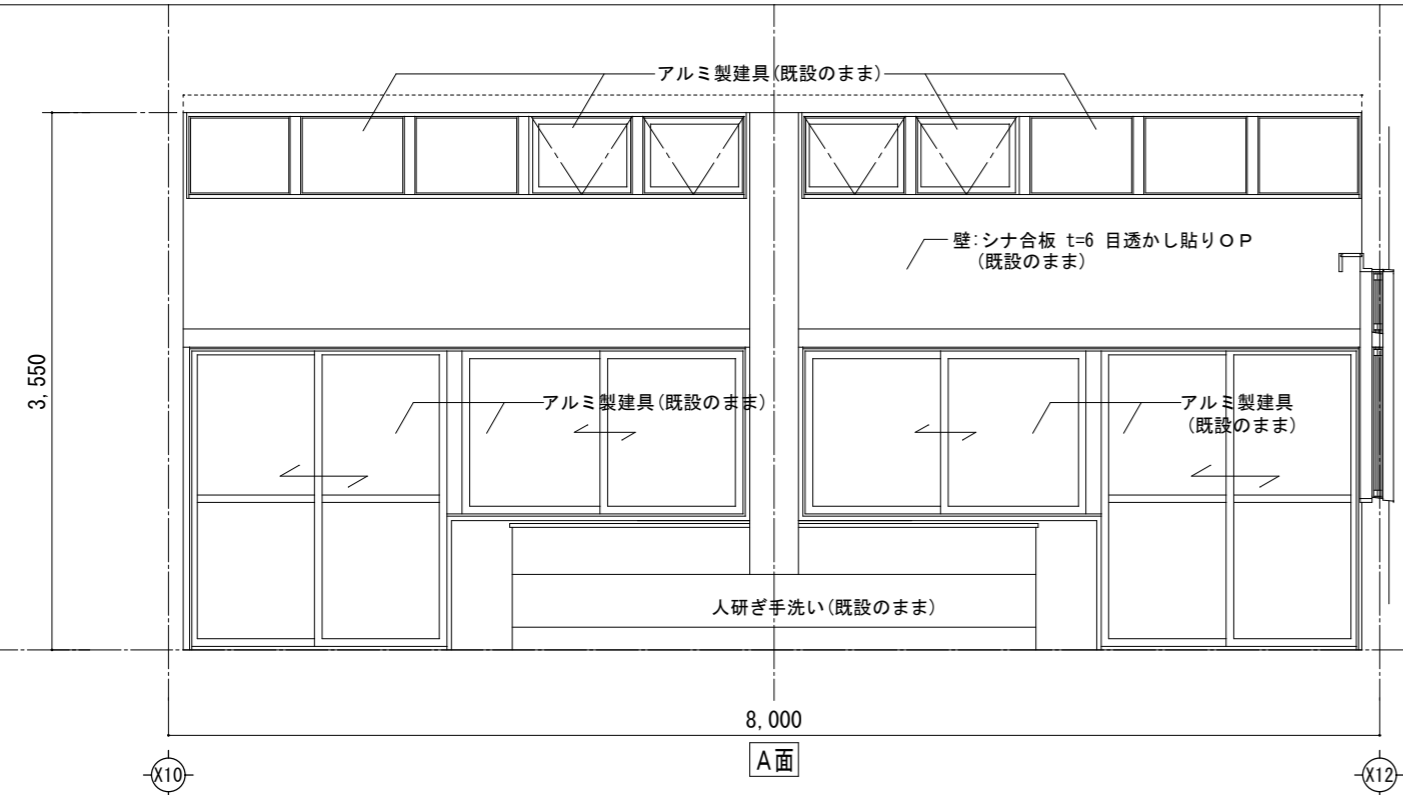 アルミ製建具(既設のまま)
壁:シナ合板 t=6 目透かし貼りOP
(既設のまま)
3,550
アルミ製建具(既設のまま)
アルミ製建具
(既設のまま)
人研ぎ手洗い(既設のまま)
8,000
A面
X10
X12